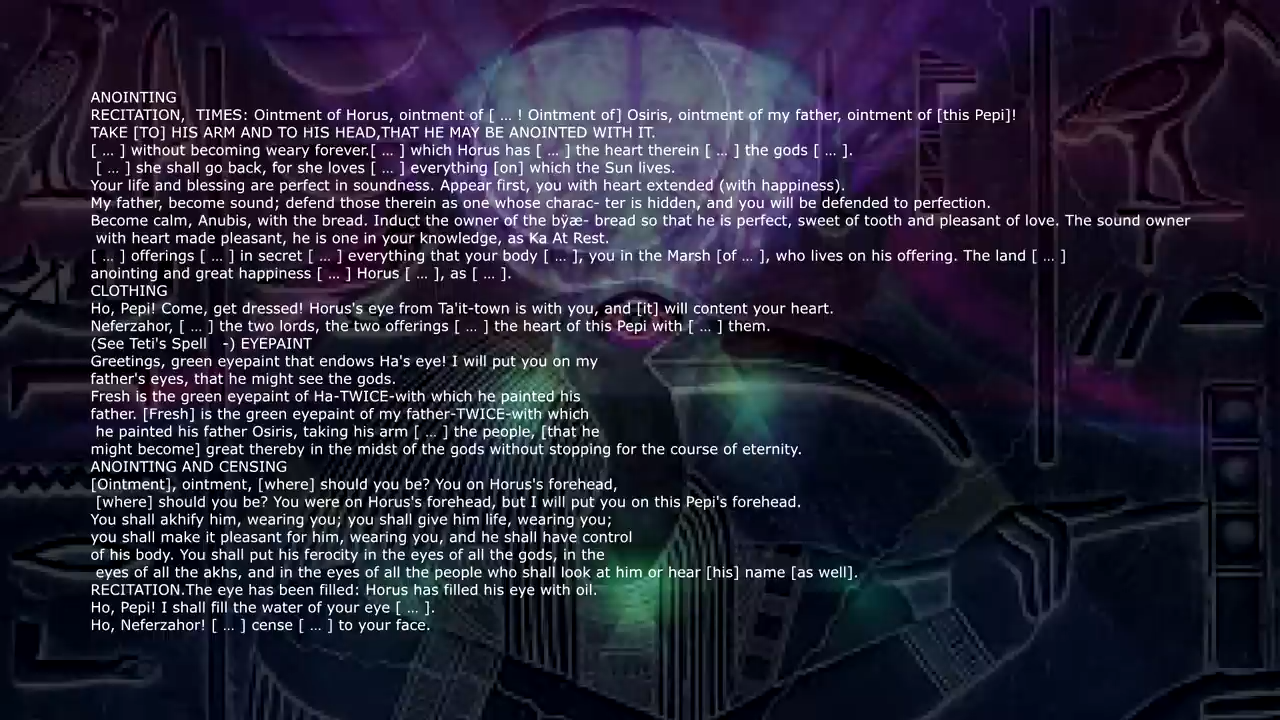 ANOINTING
RECITATION,  TIMES: Ointment of Horus, ointment of [ … ! Ointment of] Osiris, ointment of my father, ointment of [this Pepi]!
TAKE [TO] HIS ARM AND TO HIS HEAD,THAT HE MAY BE ANOINTED WITH IT.
[ … ] without becoming weary forever.[ … ] which Horus has [ … ] the heart therein [ … ] the gods [ … ].
[ … ] she shall go back, for she loves [ … ] everything [on] which the Sun lives.
Your life and blessing are perfect in soundness. Appear first, you with heart extended (with happiness).
My father, become sound; defend those therein as one whose charac- ter is hidden, and you will be defended to perfection.
Become calm, Anubis, with the bread. Induct the owner of the bÿæ- bread so that he is perfect, sweet of tooth and pleasant of love. The sound owner
with heart made pleasant, he is one in your knowledge, as Ka At Rest.
[ … ] offerings [ … ] in secret [ … ] everything that your body [ … ], you in the Marsh [of … ], who lives on his offering. The land [ … ]
anointing and great happiness [ … ] Horus [ … ], as [ … ].
CLOTHING
Ho, Pepi! Come, get dressed! Horus's eye from Ta'it-town is with you, and [it] will content your heart.
Neferzahor, [ … ] the two lords, the two offerings [ … ] the heart of this Pepi with [ … ] them.
(See Teti's Spell   -) EYEPAINT
Greetings, green eyepaint that endows Ha's eye! I will put you on my
father's eyes, that he might see the gods.
Fresh is the green eyepaint of Ha-TWICE-with which he painted his
father. [Fresh] is the green eyepaint of my father-TWICE-with which
he painted his father Osiris, taking his arm [ … ] the people, [that he
might become] great thereby in the midst of the gods without stopping for the course of eternity.
ANOINTING AND CENSING
[Ointment], ointment, [where] should you be? You on Horus's forehead,
[where] should you be? You were on Horus's forehead, but I will put you on this Pepi's forehead.
You shall akhify him, wearing you; you shall give him life, wearing you;
you shall make it pleasant for him, wearing you, and he shall have control
of his body. You shall put his ferocity in the eyes of all the gods, in the
eyes of all the akhs, and in the eyes of all the people who shall look at him or hear [his] name [as well].
RECITATION.The eye has been filled: Horus has filled his eye with oil.
Ho, Pepi! I shall fill the water of your eye [ … ].
Ho, Neferzahor! [ … ] cense [ … ] to your face.